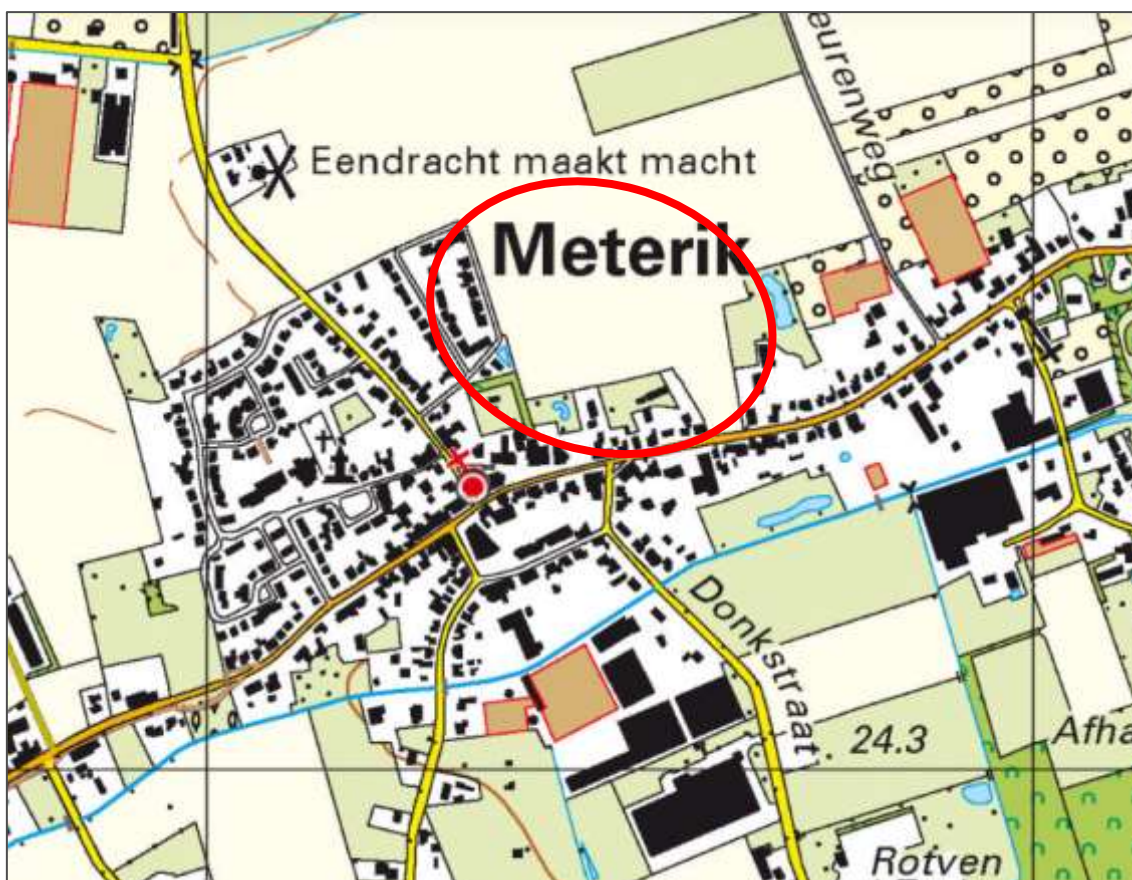 eurenweg
Eendracht maakt macht
Meterik
Donkstraat
24.3
Afha
Rotven